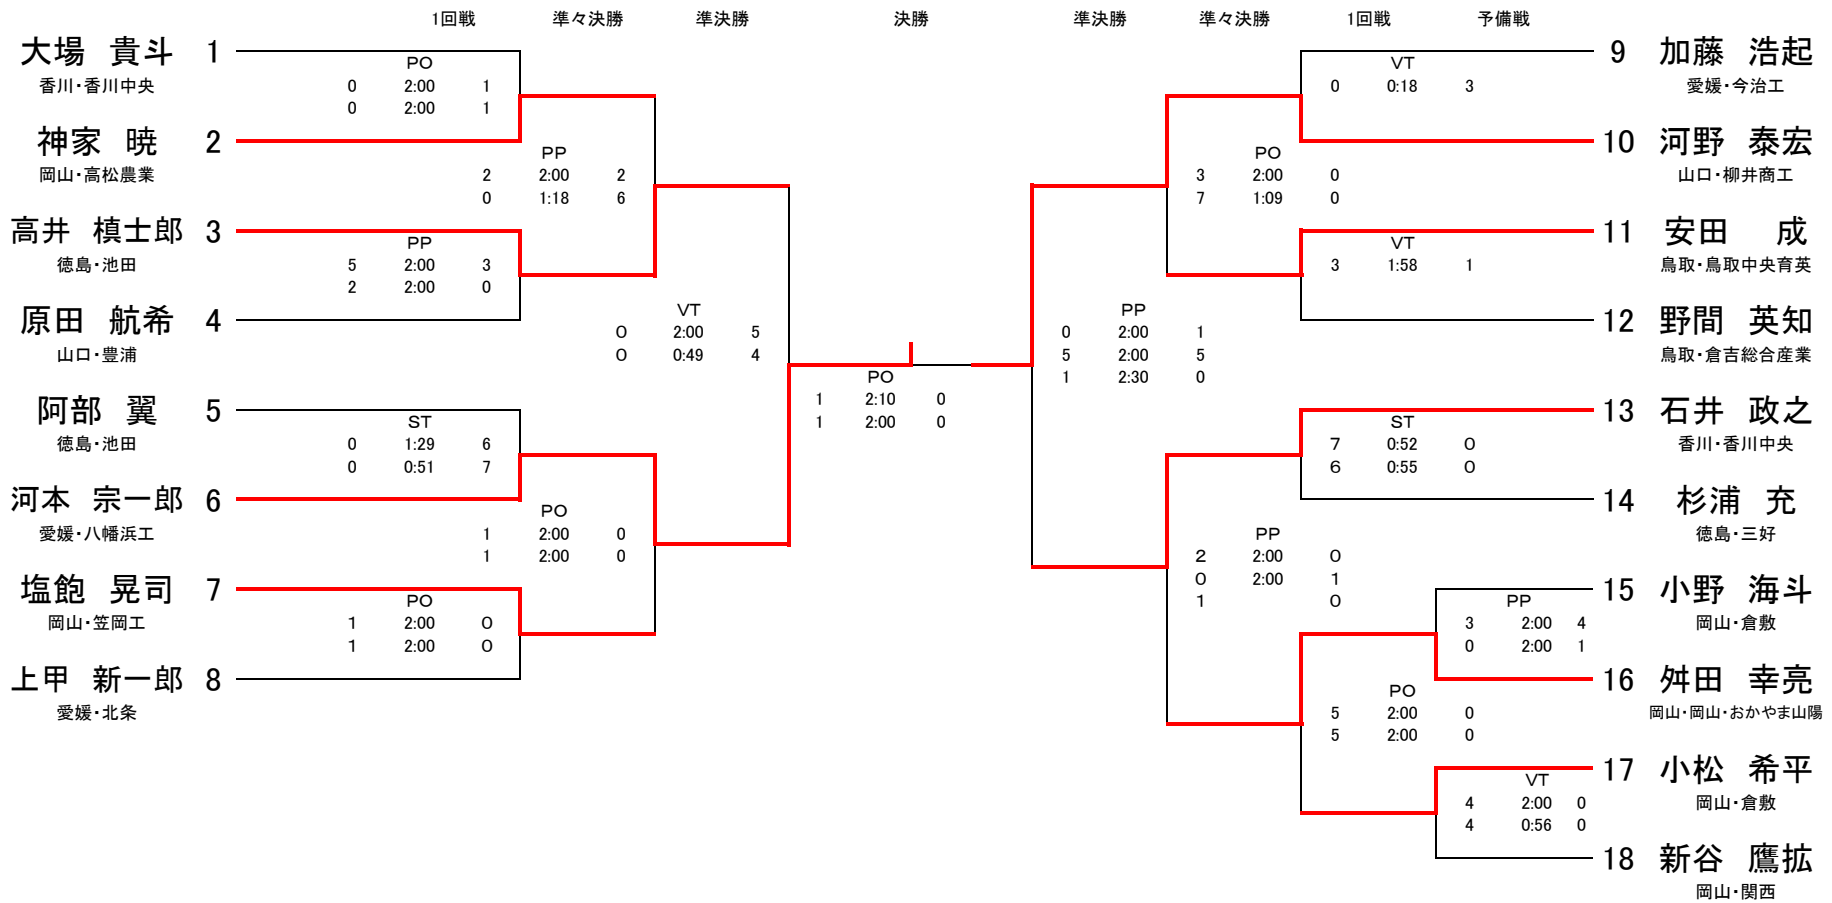 1回戦 準々決勝 準決勝 決勝 準決勝 準々決勝 1回戦 予備戦
大場 貴斗 1
香川・香川中央
PO
0 2:00 1
0 2:00 1
神家 暁 2
岡山・高松農業
PP
2 2:00 2
0 1:18 6
高井 槙士郎 3
徳島・池田
PP
5 2:00 3
2 2:00 0
原田 航希 4
山口・豊浦
VT
0 2:00 5
0 0:49 4
阿部 翼 5
徳島・池田
ST
0 1:29 6
0 0:51 7
河本 宗一郎 6
愛媛・八幡浜工
PO
1 2:00 0
1 2:00 0
塩飽 晃司 7
岡山・笠岡工
PO
1 2:00 0
1 2:00 0
上甲 新一郎 8
愛媛・北条
PO
1 2:10 0
1 2:00 0
9 加藤 浩起
愛媛・今治工
VT
0 0:18 3
10 河野 泰宏
山口・柳井商工
PO
3 2:00 0
7 1:09 0
11 安田 成
鳥取・鳥取中央育英
VT
3 1:58 1
12 野間 英知
鳥取・倉吉総合産業
PP
0 2:00 1
5 2:00 5
1 2:30 0
13 石井 政之
香川・香川中央
ST
7 0:52 0
6 0:55 0
14 杉浦 充
徳島・三好
PP
2 2:00 0
0 2:00 1
1 0
15 小野 海斗
岡山・倉敷
PP
3 2:00 4
0 2:00 1
16 舛田 幸亮
岡山・岡山・おかやま山陽
PO
5 2:00 0
5 2:00 0
17 小松 希平
岡山・倉敷
VT
4 2:00 0
4 0:56 0
18 新谷 鷹拡
岡山・関西